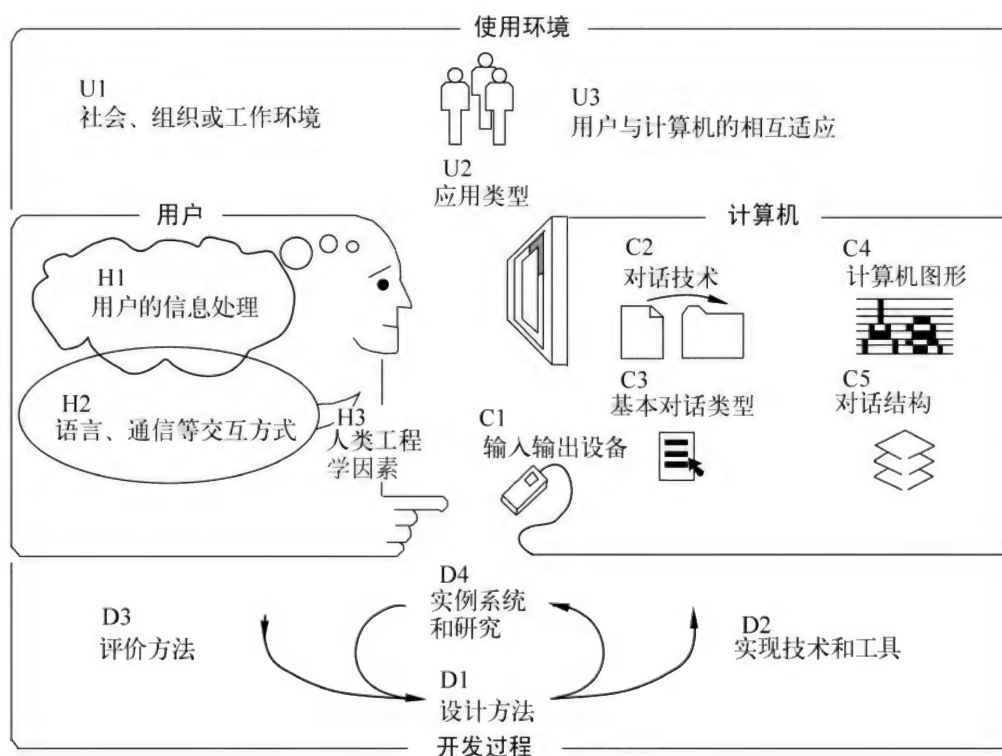 使用环境
U1
社会、组织或工作环境
U3
用户与计算机的相互适应
U2
应用类型
用户
计算机
H1
用户的信息处理
C2
对话技术
C4
计算机图形
H2
语言、通信等交互方式
H3
人类工程
学因素
C1
输入输出设备
C3
基本对话类型
C5
对话结构
D3
评价方法
D4
实例系统
和研究
D2
实现技术和工具
D1
设计方法
开发过程